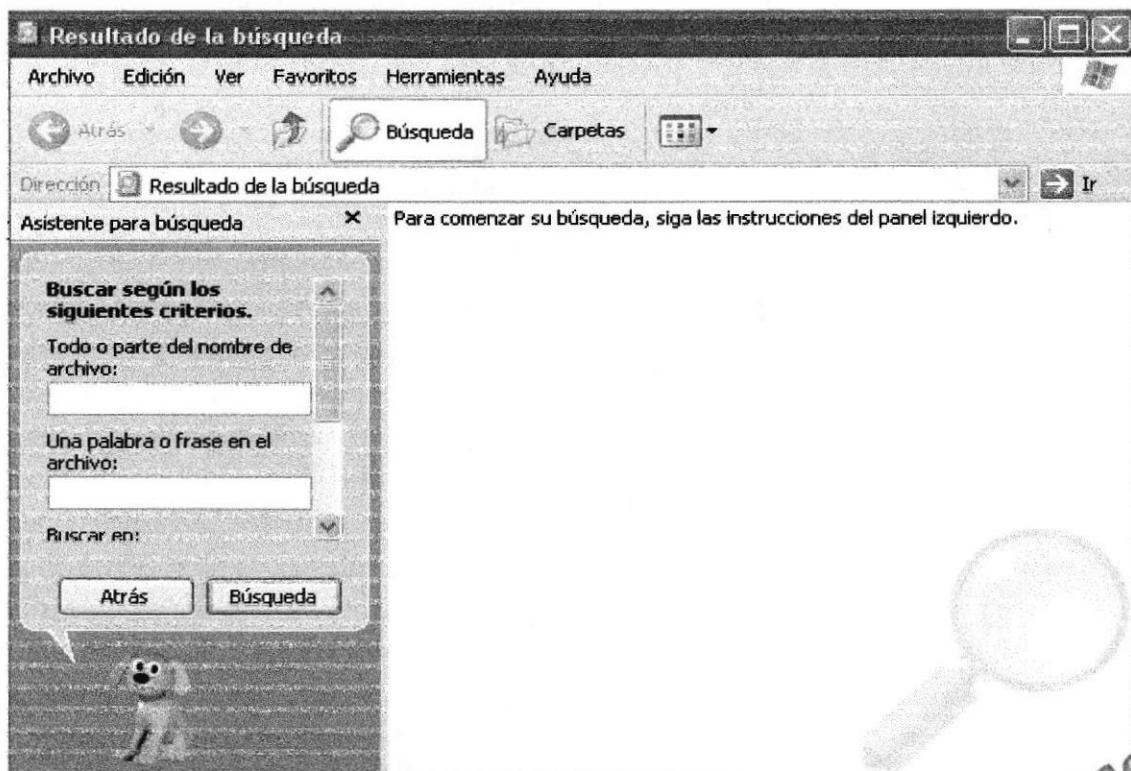 Resultado de la búsqueda
Archivo Edición Ver Favoritos Herramientas Ayuda
Atrás Búsqueda Carpetas
Dirección Resultado de la búsqueda Ir
Asistente para búsqueda
Para comenzar su búsqueda, siga las instrucciones del panel izquierdo.
Buscar según los
siguientes criterios.
Todo o parte del nombre de
archivo:
Una palabra o frase en el
archivo:
Buscar en:
Atrás Búsqueda